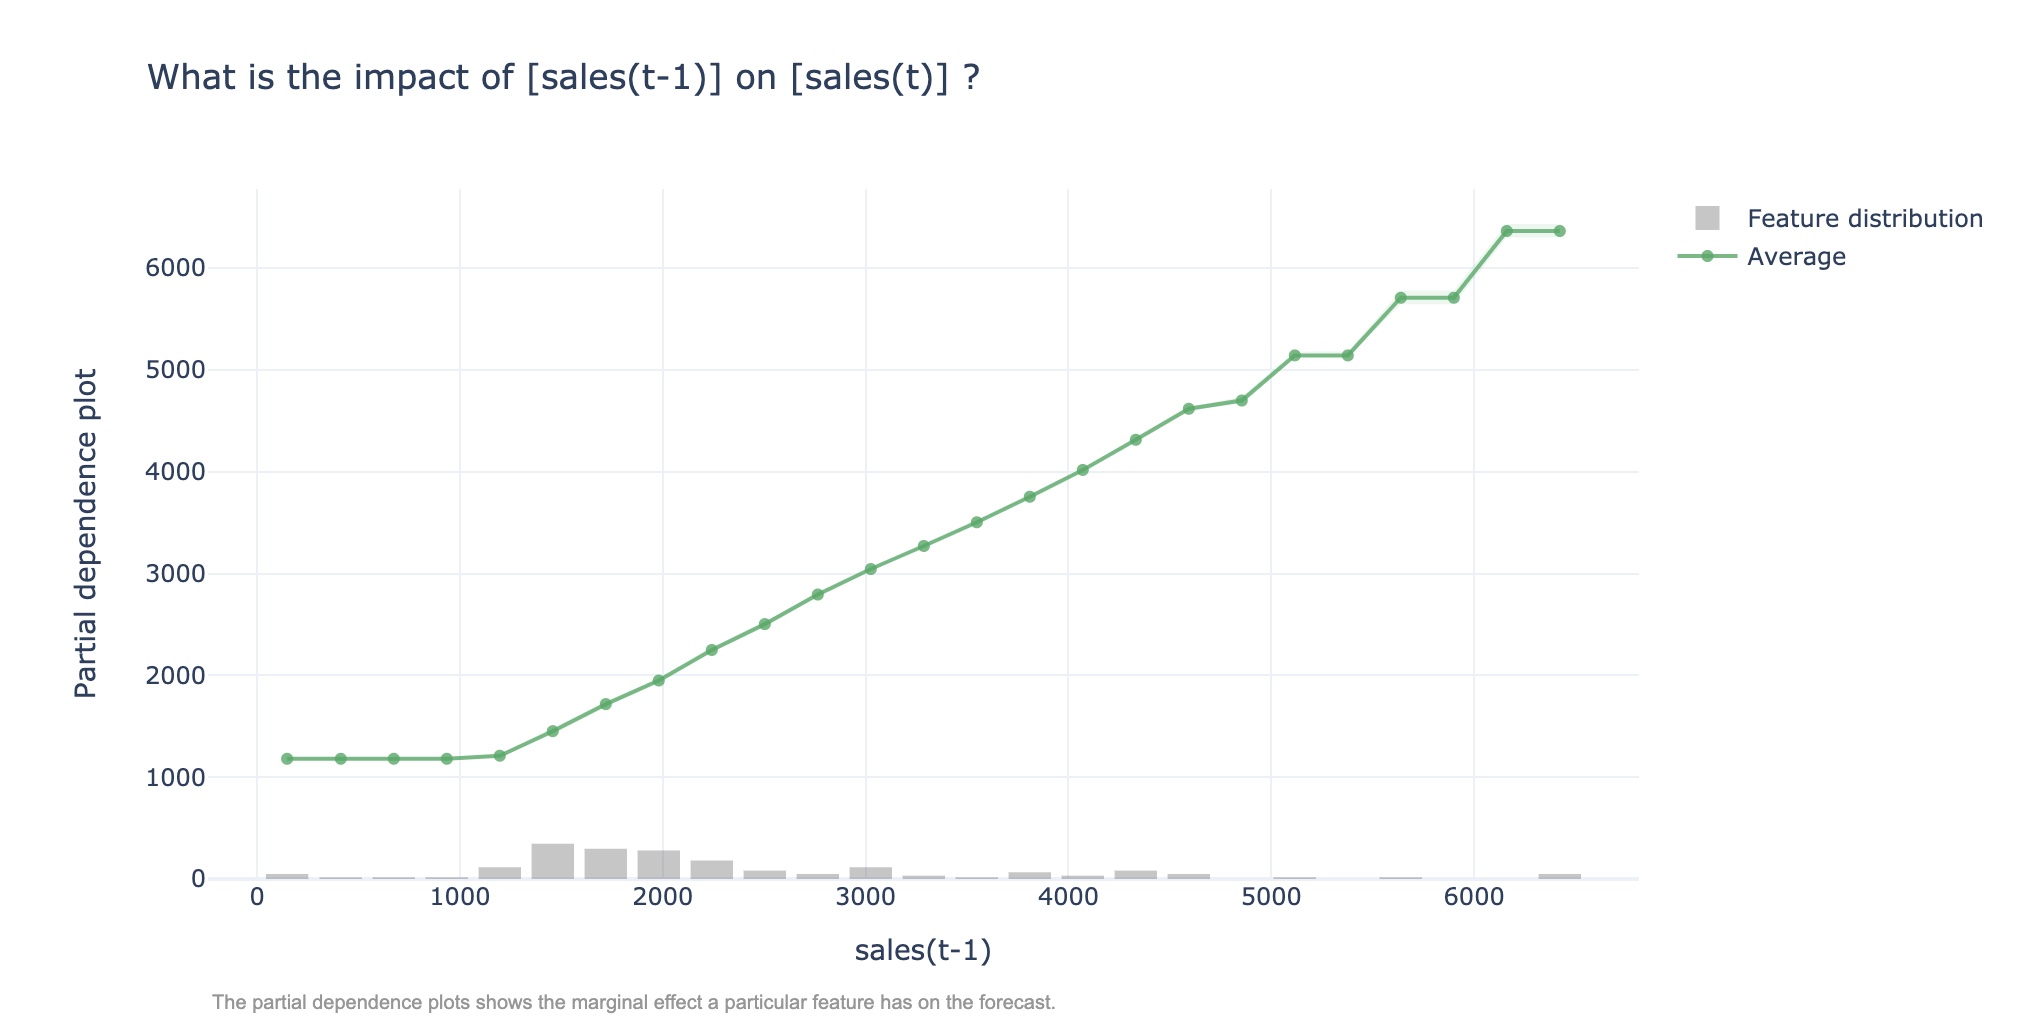 What is the impact of [sales(t-1)] on [sales(t)] ?
Feature distribution
Average
Partial dependence plot
6000
5000
4000
3000
2000
1000
0
0 1000 2000 3000 4000 5000 6000
sales(t-1)
The partial dependence plots shows the marginal effect a particular feature has on the forecast.